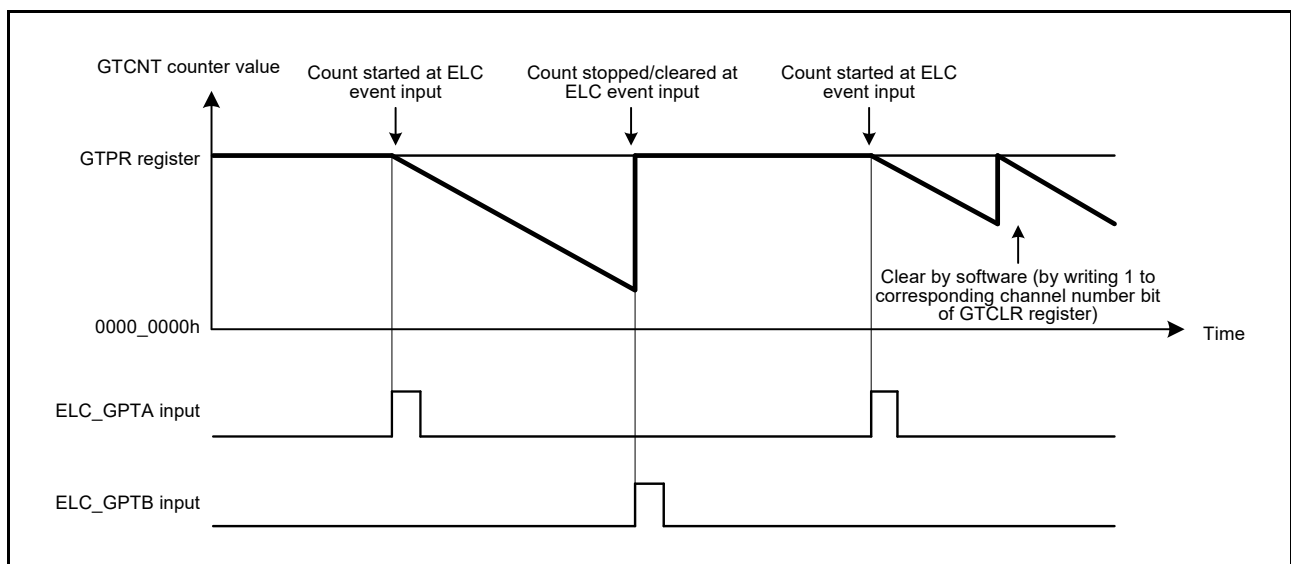 GTCNT counter value
Count started at ELC
event input
Count stopped/cleared at
ELC event input
Count started at ELC
event input
GTPR register
Clear by software (by writing 1 to
corresponding channel number bit
of GTCLR register)
0000_0000h
Time
ELC_GPTA input
ELC_GPTB input